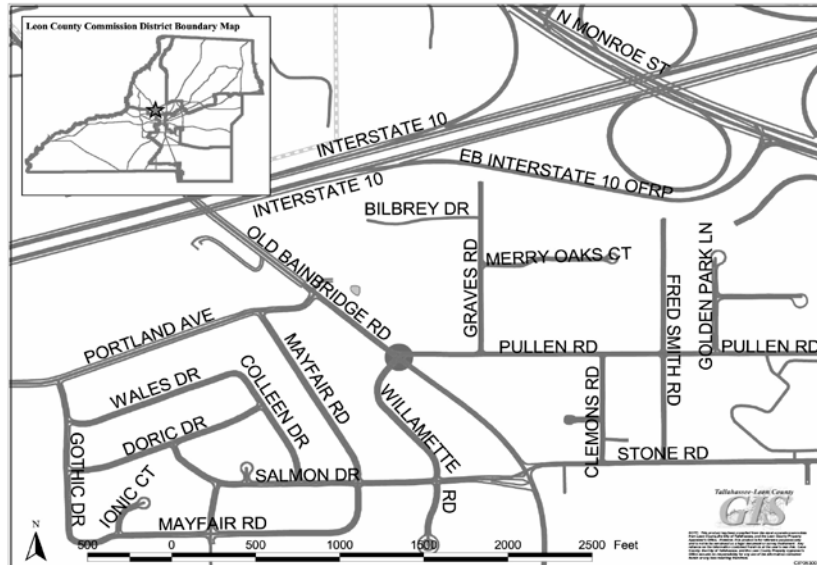 Leon County Commission District Boundary Map
N MONROE ST
INTERSTATE 10
EB INTERSTATE 10 OFRP
INTERSTATE 10
BILBREY DR
OLD BAINBRIDGE RD
GRAVES RD
MERRY OAKS CT
FRED SMITH RD
GOLDEN PARK LN
PORTLAND AVE
MAYFAIR RD
PULLEN RD
PULLEN RD
WALES DR
COLLEEN DR
WILLAMETTE RD
CLEMONS RD
GOTHIC DR
DORIC DR
STONE RD
SALMON DR
IONIC CT
MAYFAIR RD
Tallahassee-Leon County
GIS
N
500 0 500 1000 1500 2000 2500 Feet